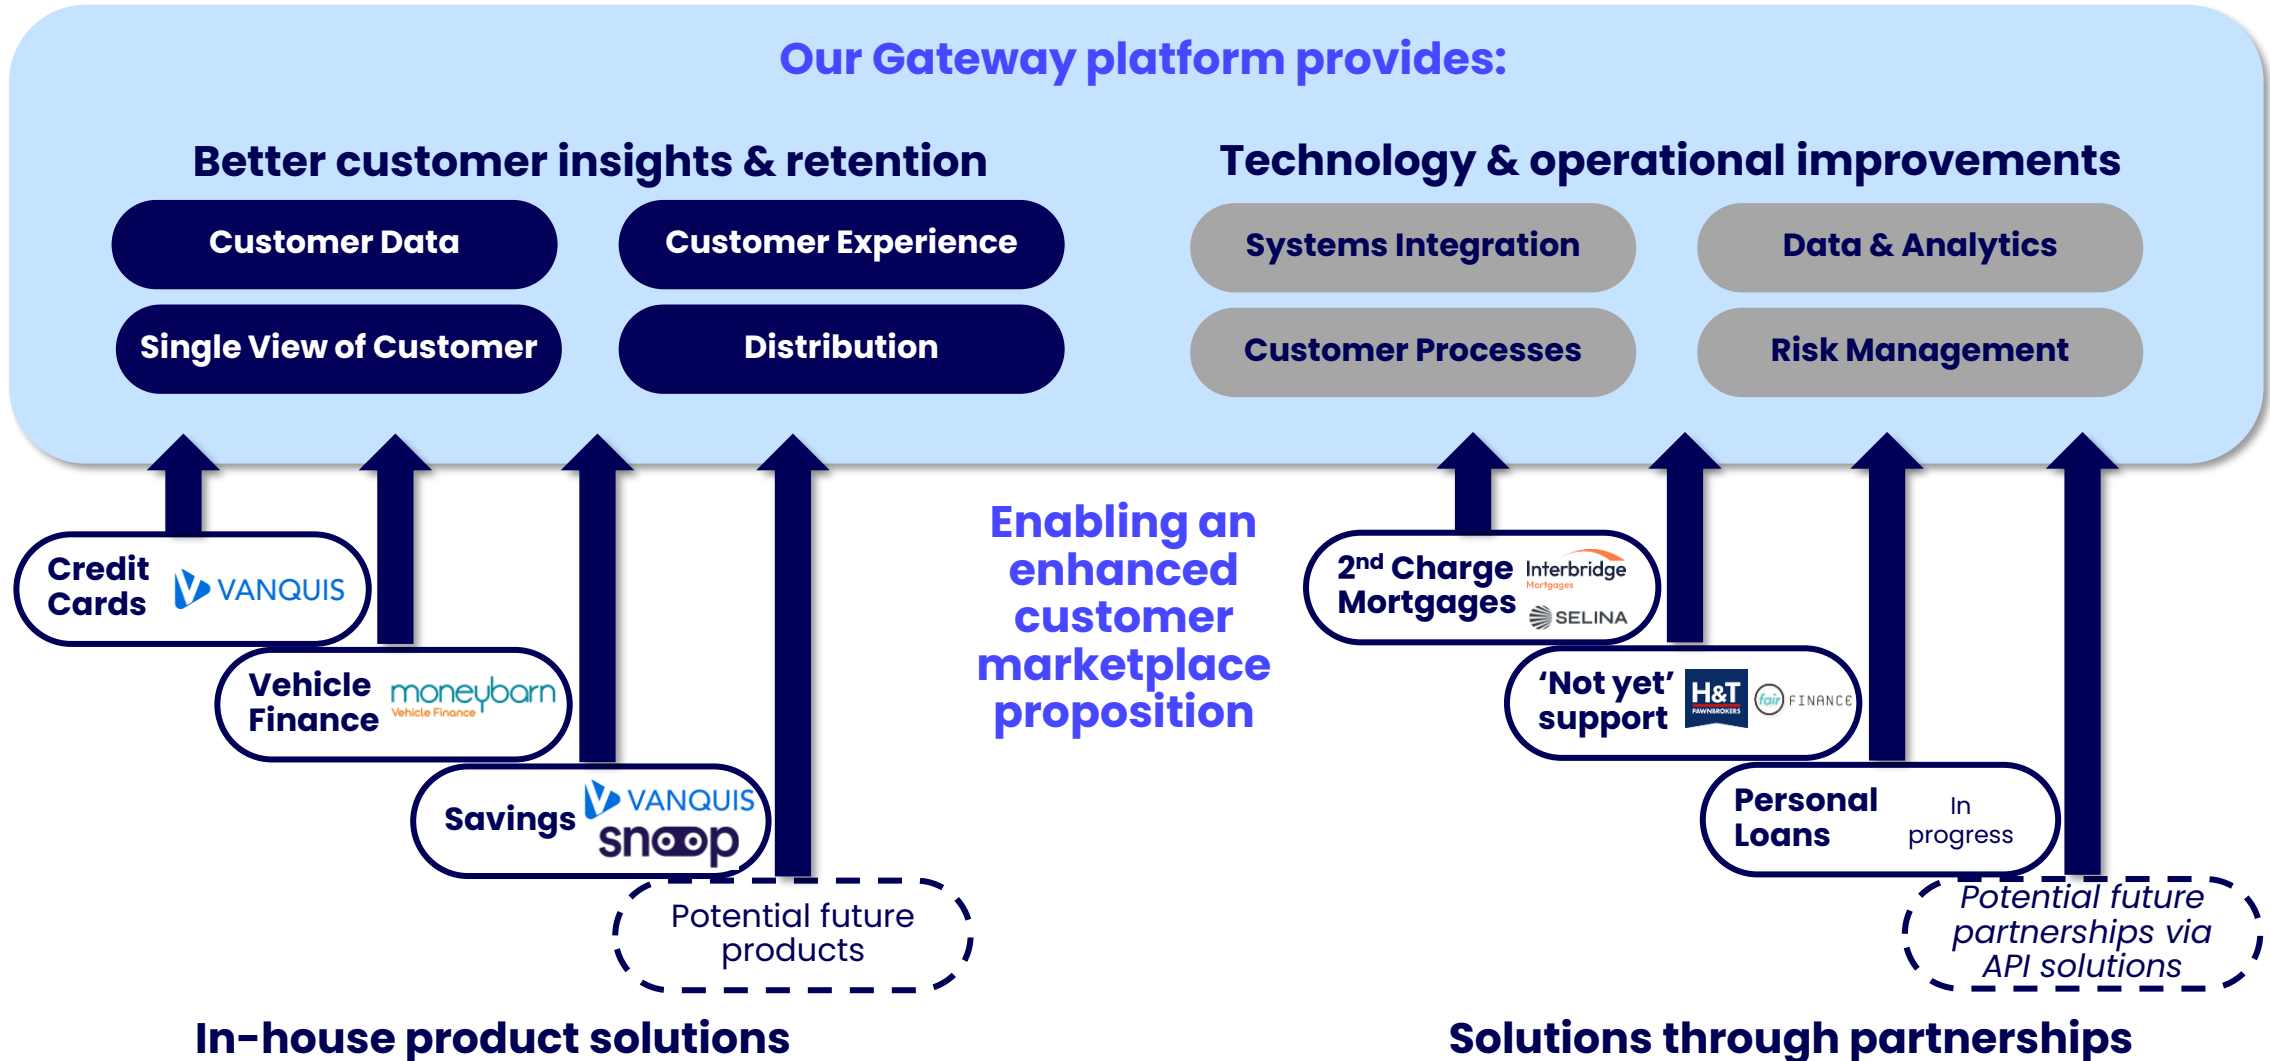 Our Gateway platform provides:
Better customer insights & retention
Customer Data
Customer Experience
Single View of Customer
Distribution
Technology & operational improvements
Systems Integration
Data & Analytics
Customer Processes
Risk Management
Credit
Cards
VANQUIS
Vehicle
Finance
moneybarn
Vehicle Finance
Savings
VANQUIS
snoop
Potential future
products
In-house product solutions
Enabling an
enhanced
customer
marketplace
proposition
2nd Charge
Mortgages
Interbridge
Mortgages
SELINA
‘Not yet’
support
H&T
PAWNBROKERS
fair FINANCE
Personal
Loans
In
progress
Potential future
partnerships via
API solutions
Solutions through partnerships